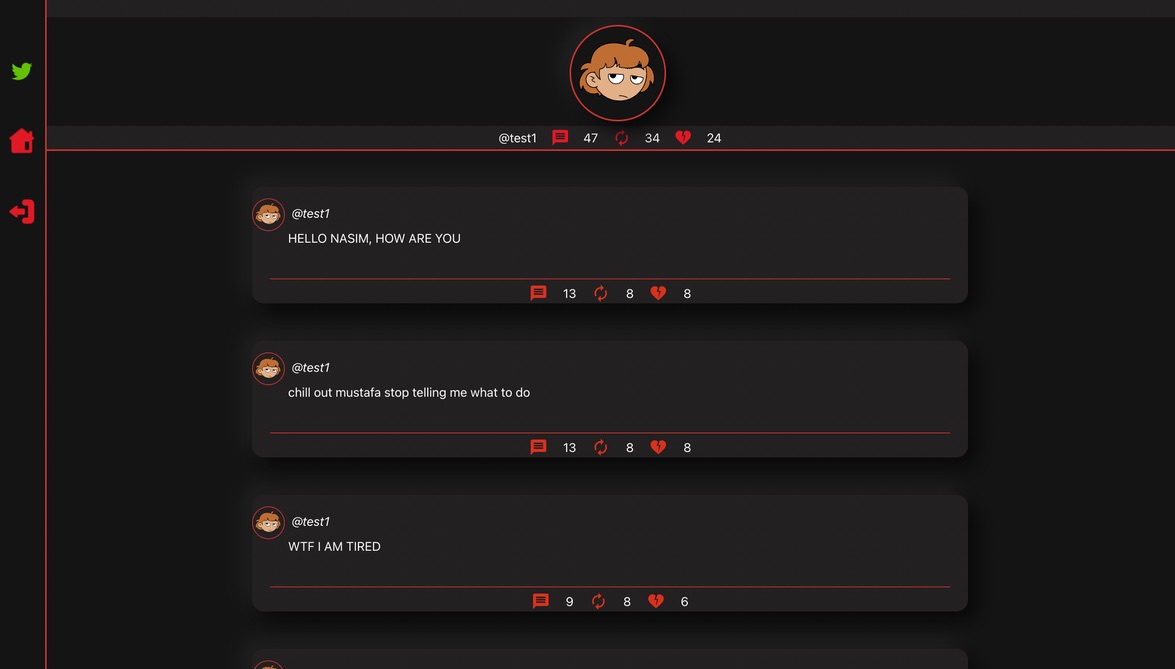 @test1 47 34 24
@test1
HELLO NASIM, HOW ARE YOU
13 8 8
@test1
chill out mustafa stop telling me what to do
13 8 8
@test1
WTF I AM TIRED
9 8 6